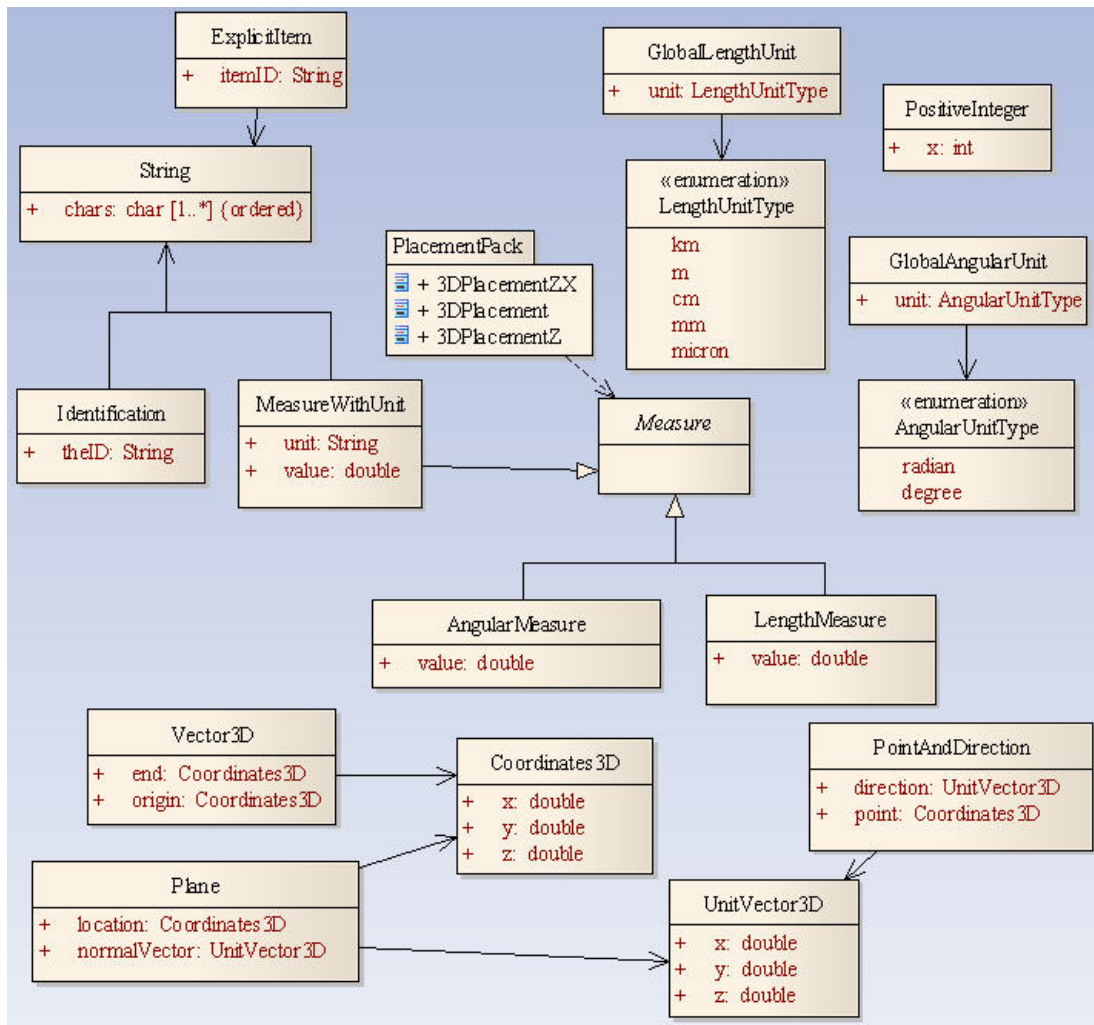 ExplicitItem
+ itemID: String
GlobalLengthUnit
+ unit: LengthUnitType
PositiveInteger
+ x: int
String
+ chars: char [1..*] {ordered}
«enumeration»
LengthUnitType
km
m
cm
mm
micron
PlacementPack
+ 3DPlacementZX
+ 3DPlacement
+ 3DPlacementZ
GlobalAngularUnit
+ unit: AngularUnitType
Identification
+ theID: String
MeasureWithUnit
+ unit: String
+ value: double
Measure
«enumeration»
AngularUnitType
radian
degree
AngularMeasure
+ value: double
LengthMeasure
+ value: double
Vector3D
+ end: Coordinates3D
+ origin: Coordinates3D
Coordinates3D
+ x: double
+ y: double
+ z: double
PointAndDirection
+ direction: UnitVector3D
+ point: Coordinates3D
Plane
+ location: Coordinates3D
+ normalVector: UnitVector3D
UnitVector3D
+ x: double
+ y: double
+ z: double